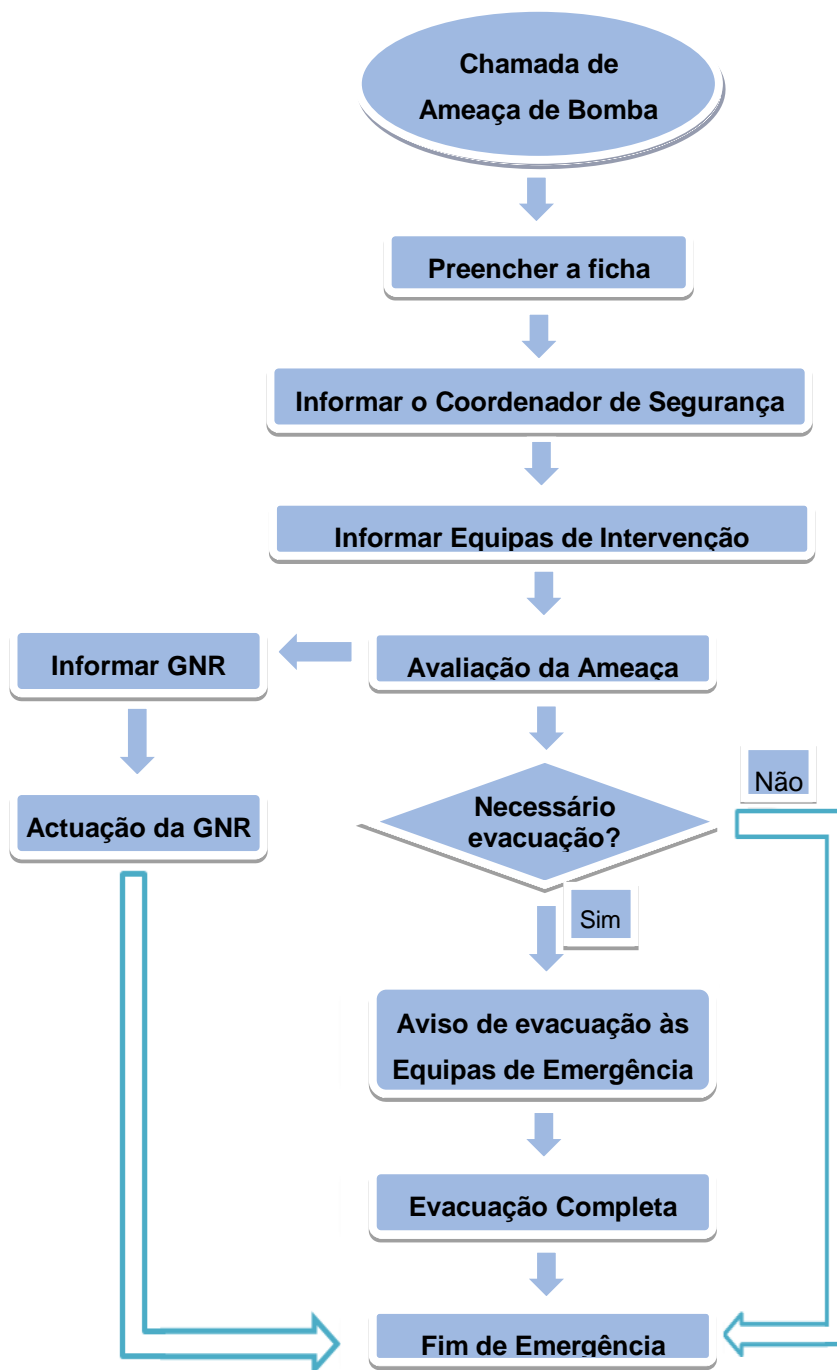 Chamada de
Ameaça de Bomba
Preencher a ficha
Informar o Coordenador de Segurança
Informar Equipas de Intervenção
Informar GNR
Avaliação da Ameaça
Actuação da GNR
Necessário
evacuação?
Não
Sim
Aviso de evacuação às
Equipas de Emergência
Evacuação Completa
Fim de Emergência